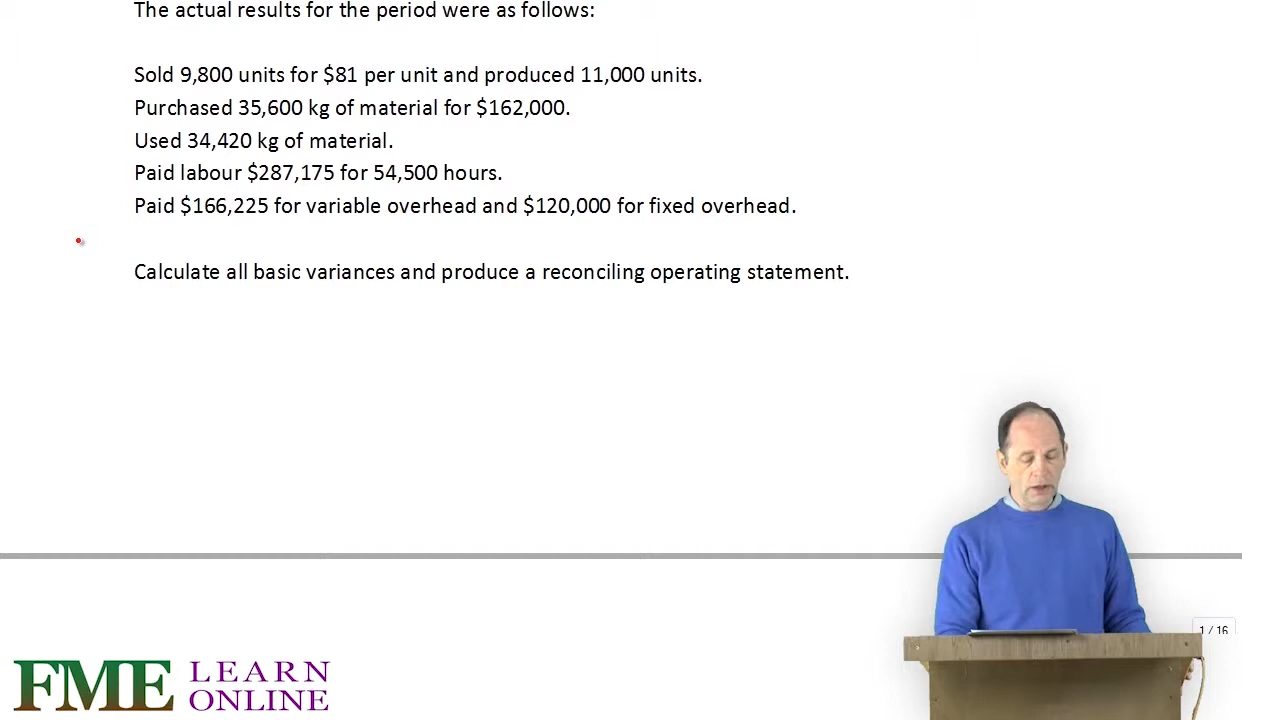 The actual results for the period were as follows:
Sold 9,800 units for $81 per unit and produced 11,000 units.
Purchased 35,600 kg of material for $162,000.
Used 34,420 kg of material.
Paid labour $287,175 for 54,500 hours.
Paid $166,225 for variable overhead and $120,000 for fixed overhead.
Calculate all basic variances and produce a reconciling operating statement.
1 / 16
FME LEARN
ONLINE